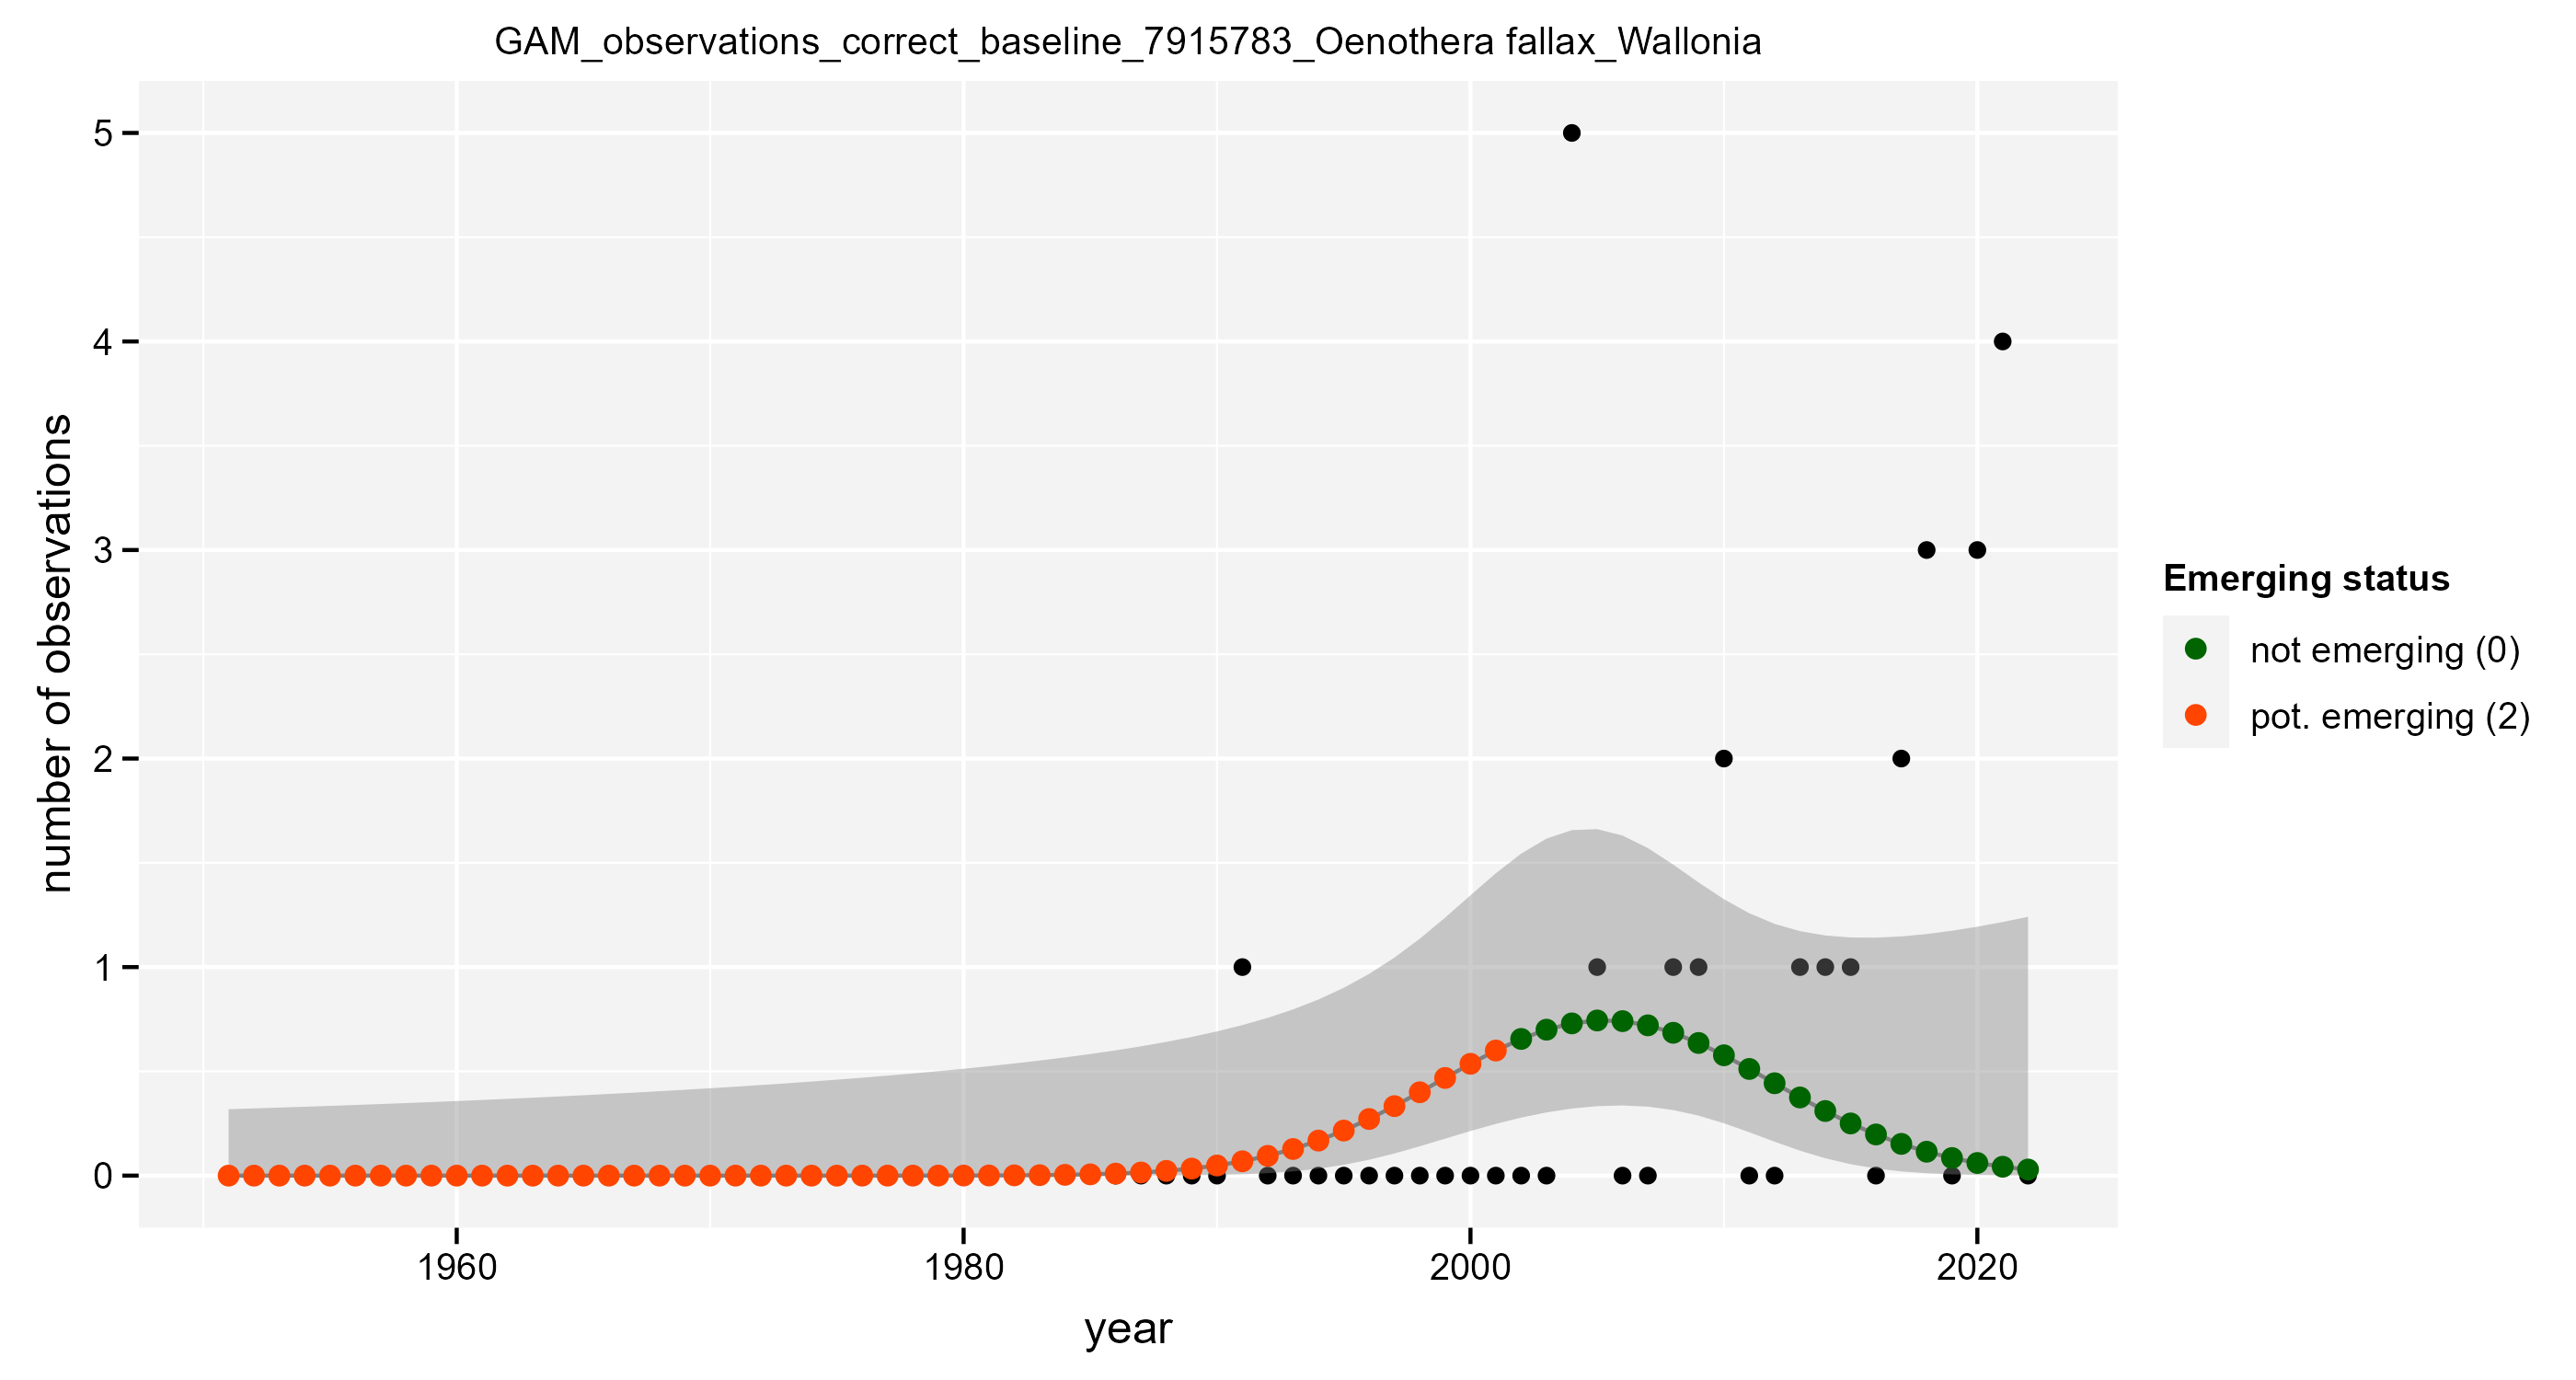 GAM_observations_correct_baseline_7915783_Oenothera fallax_Wallonia
number of observations
5
4
3
2
1
0
1960
1980
2000
2020
year
Emerging status
not emerging (0)
pot. emerging (2)